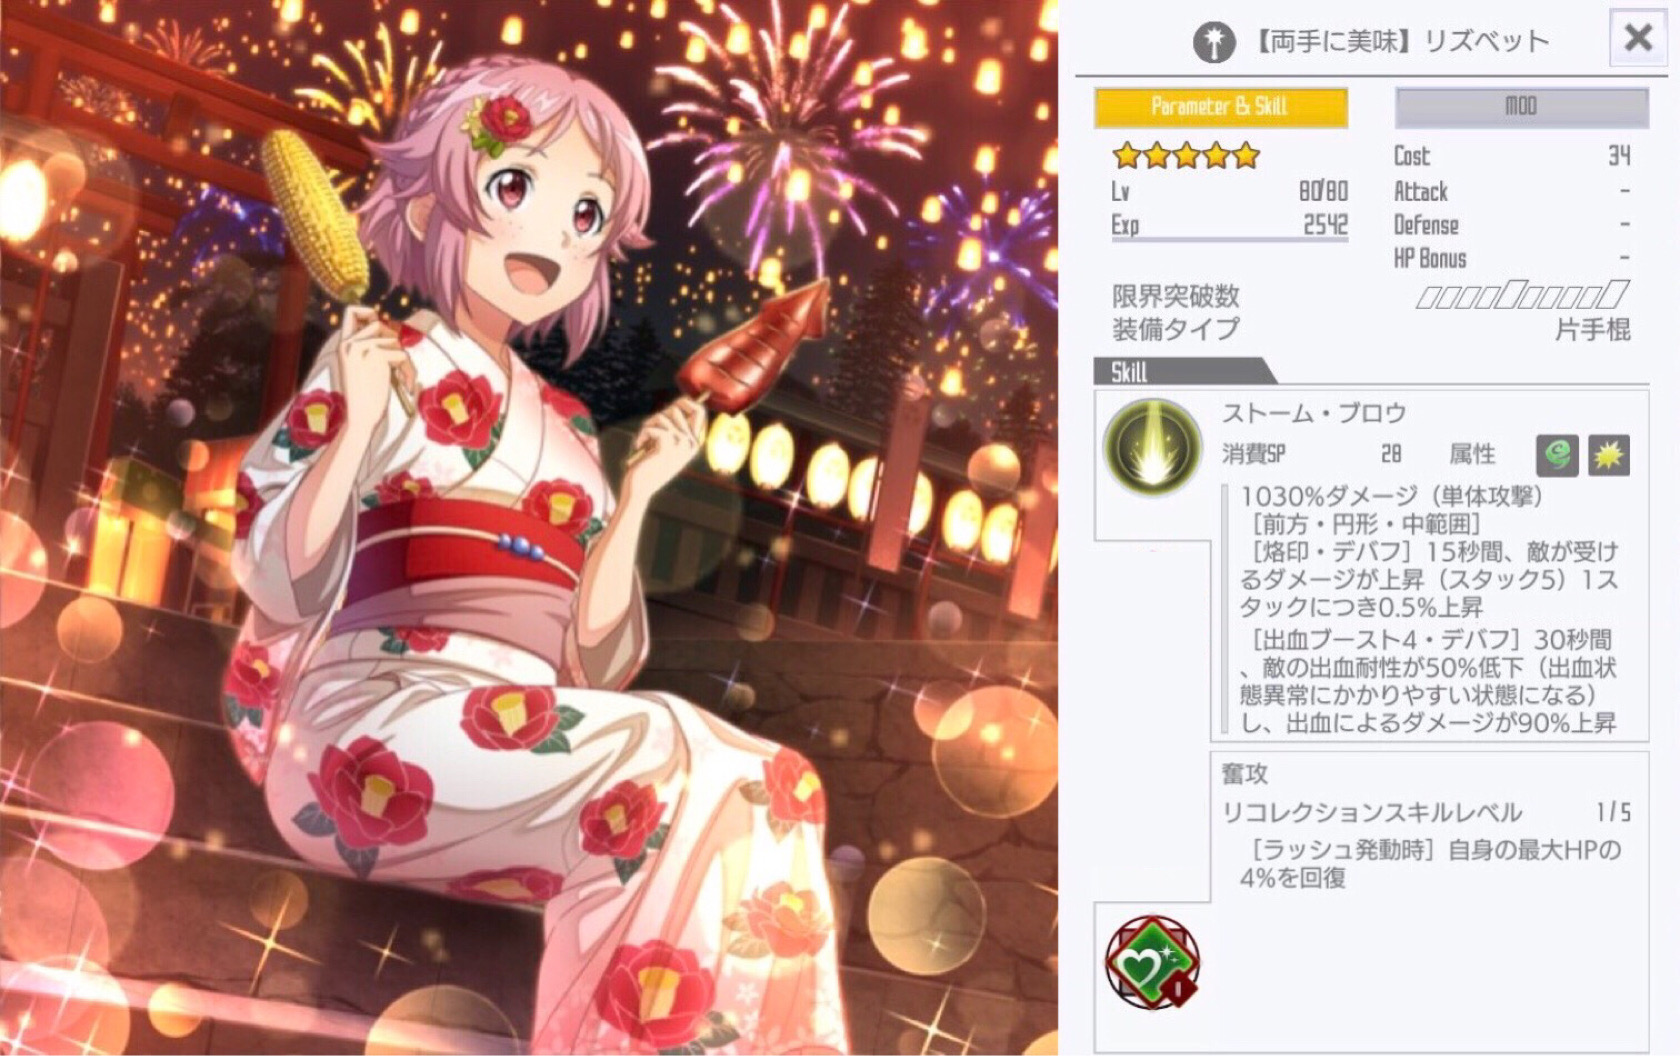 【両手に美味】リズベット
Parameter & Skill
MOD
Lv 80/80
Exp 2542
Cost 34
Attack -
Defense -
HP Bonus -
限界突破数
装備タイプ 片手棍
Skill
ストーム・ブロウ
消費SP 28 属性
1030%ダメージ（単体攻撃）
［前方・円形・中範囲］
［烙印・デバフ］15秒間、敵が受け
るダメージが上昇（スタック5）1ス
タックにつき0.5%上昇
［出血ブースト4・デバフ］30秒間
、敵の出血耐性が50%低下（出血状
態異常にかかりやすい状態になる）
し、出血によるダメージが90%上昇
奮攻
リコレクションスキルレベル 1/5
［ラッシュ発動時］自身の最大HPの
4%を回復
I